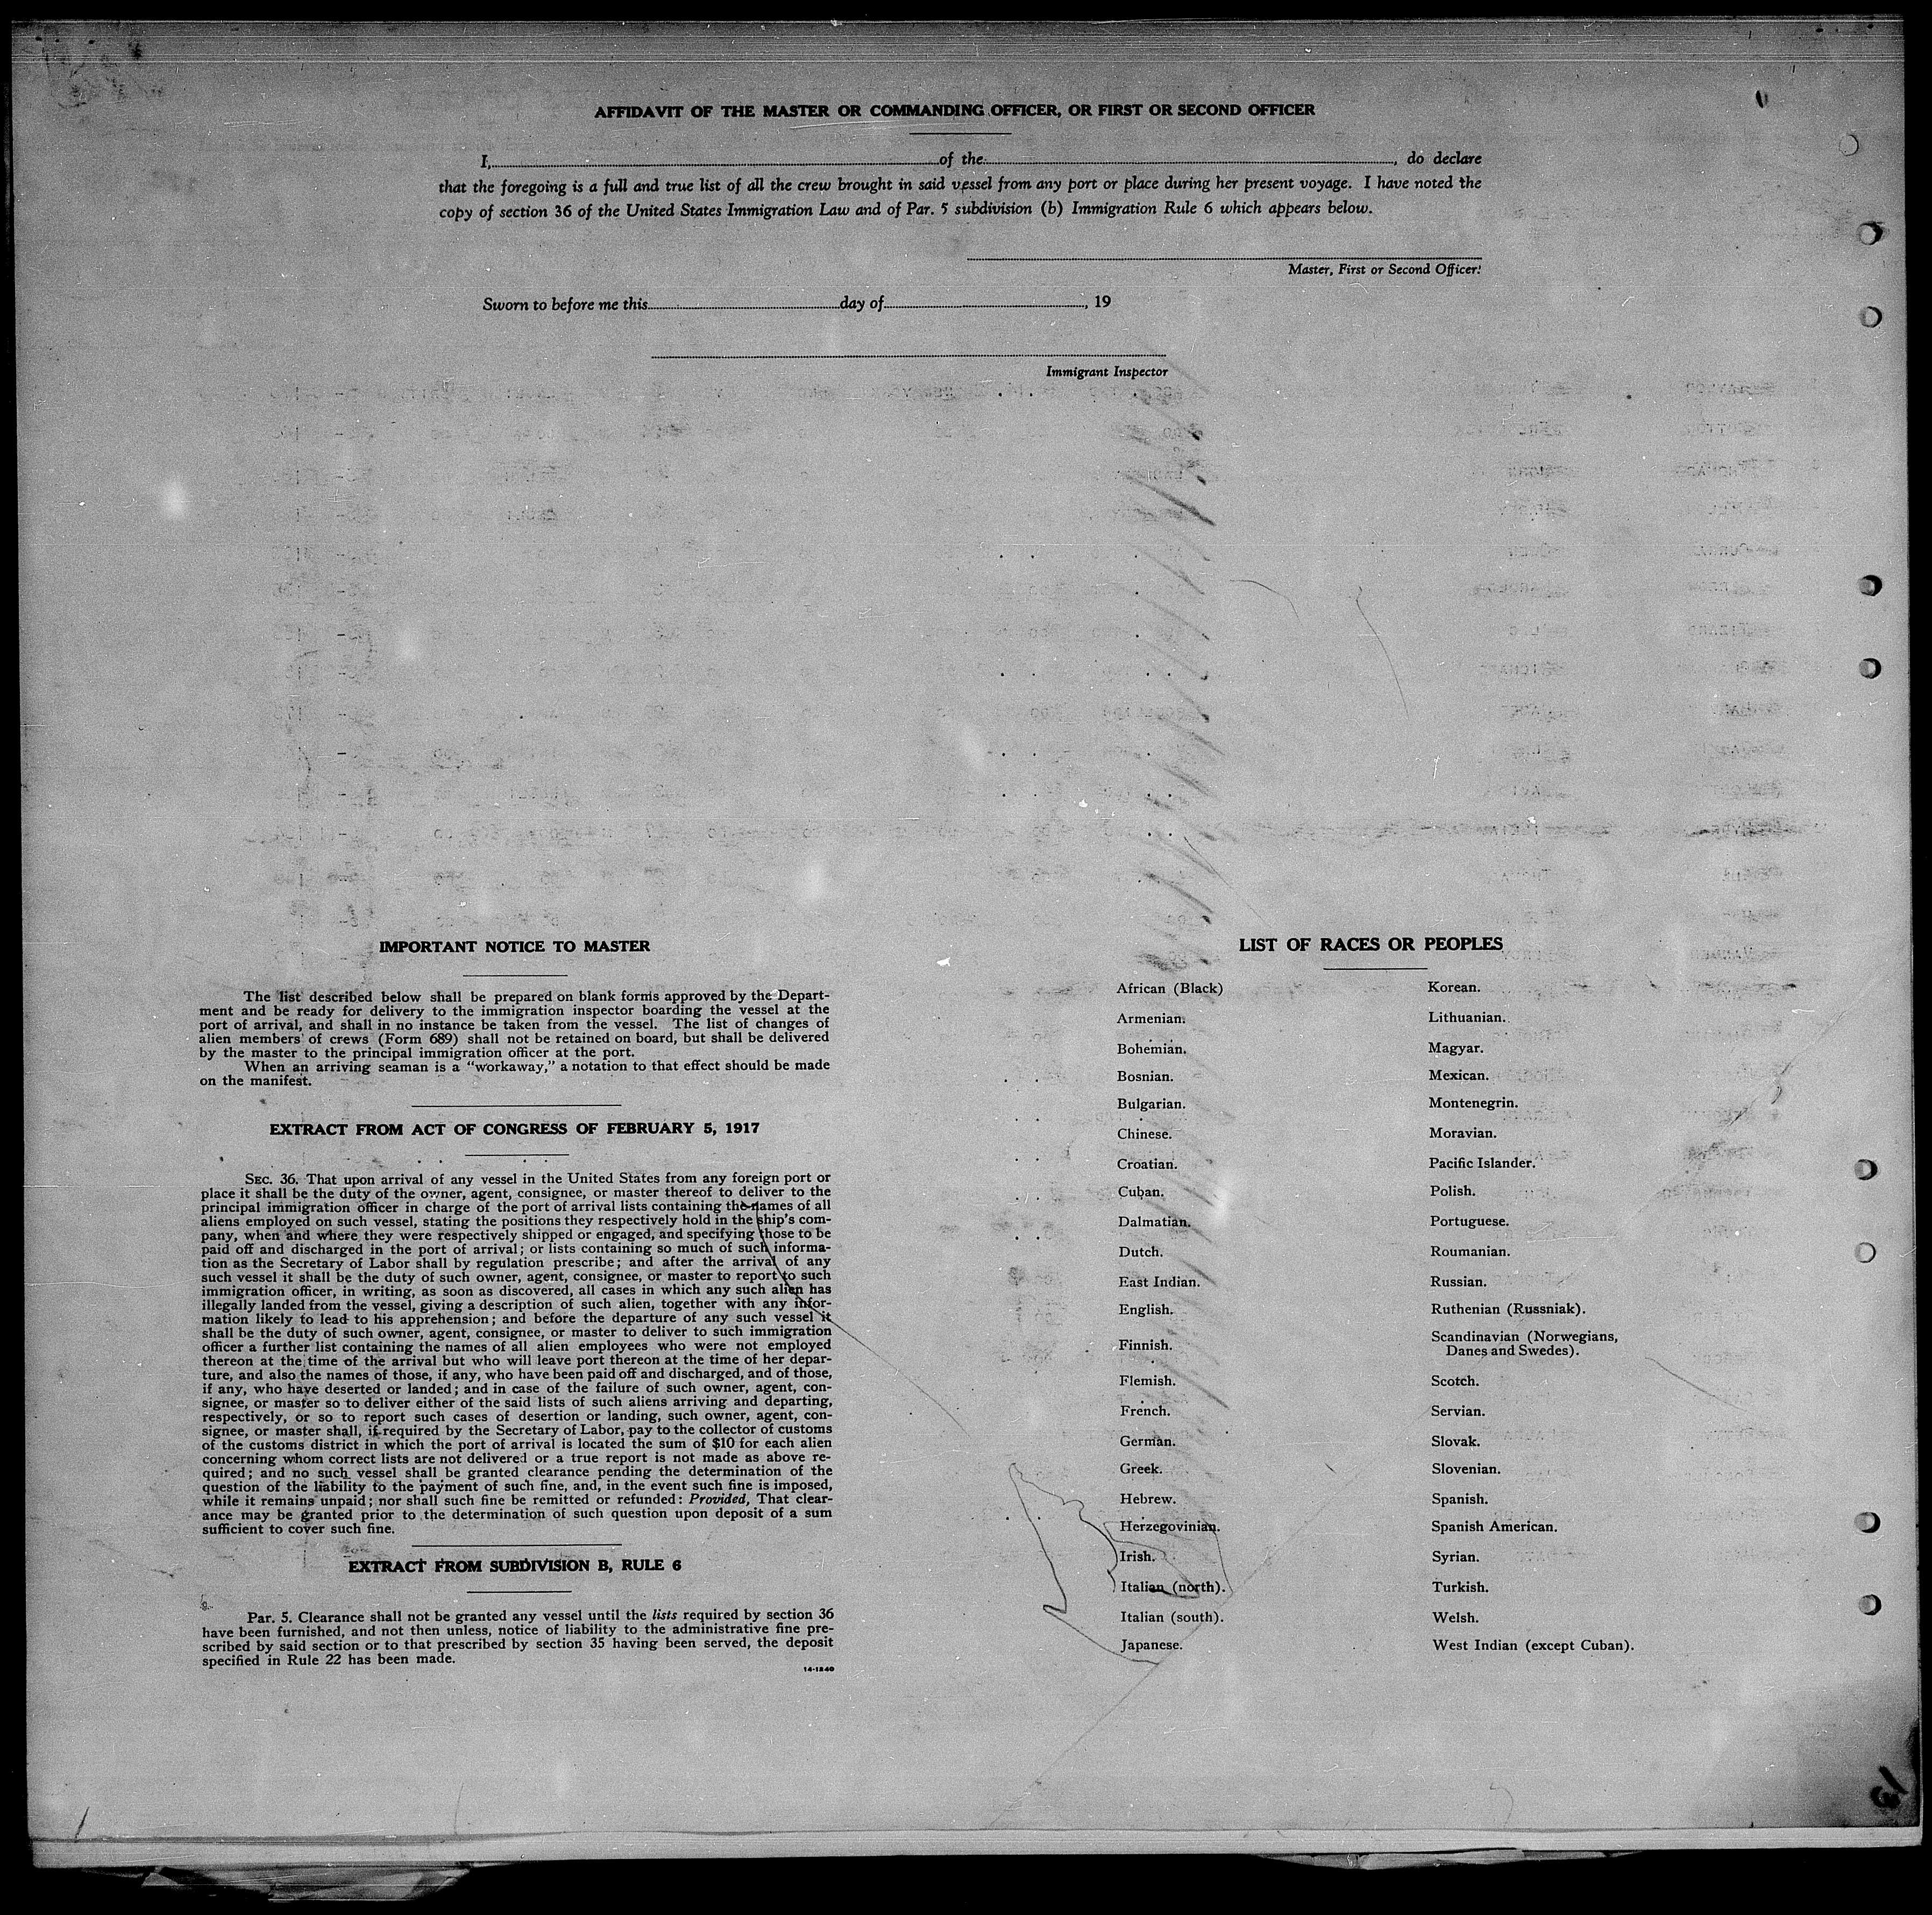 AFFIDAVIT OF THE MASTER OR COMMANDING OFFICER, OR FIRST OR SECOND OFFICER
I, of the , do declare
that the foregoing is a full and true list of all the crew brought in said vessel from any port or place during her present voyage. I have noted the
copy of section 36 of the United States Immigration Law and of Par. 5 subdivision (b) Immigration Rule 6 which appears below.
Master, First or Second Officer.
Sworn to before me this day of , 19
Immigrant Inspector
IMPORTANT NOTICE TO MASTER
The list described below shall be prepared on blank forms approved by the Depart-
ment and be ready for delivery to the immigration inspector boarding the vessel at the
port of arrival, and shall in no instance be taken from the vessel. The list of changes of
alien members of crews (Form 689) shall not be retained on board, but shall be delivered
by the master to the principal immigration officer at the port.
When an arriving seaman is a "workaway," a notation to that effect should be made
on the manifest.
EXTRACT FROM ACT OF CONGRESS OF FEBRUARY 5, 1917
SEC. 36. That upon arrival of any vessel in the United States from any foreign port or
place it shall be the duty of the owner, agent, consignee, or master thereof to deliver to the
principal immigration officer in charge of the port of arrival lists containing the names of all
aliens employed on such vessel, stating the positions they respectively hold in the ship's com-
pany, when and where they were respectively shipped or engaged, and specifying those to be
paid off and discharged in the port of arrival; or lists containing so much of such informa-
tion as the Secretary of Labor shall by regulation prescribe; and after the arrival of any
such vessel it shall be the duty of such owner, agent, consignee, or master to report to such
immigration officer, in writing, as soon as discovered, all cases in which any such alien has
illegally landed from the vessel, giving a description of such alien, together with any infor-
mation likely to lead to his apprehension; and before the departure of any such vessel it
shall be the duty of such owner, agent, consignee, or master to deliver to such immigration
officer a further list containing the names of all alien employees who were not employed
thereon at the time of the arrival but who will leave port thereon at the time of her depar-
ture, and also the names of those, if any, who have been paid off and discharged, and of those,
if any, who have deserted or landed; and in case of the failure of such owner, agent, con-
signee, or master so to deliver either of the said lists of such aliens arriving and departing,
respectively, or so to report such cases of desertion or landing, such owner, agent, con-
signee, or master shall, if required by the Secretary of Labor, pay to the collector of customs
of the customs district in which the port of arrival is located the sum of $10 for each alien
concerning whom correct lists are not delivered or a true report is not made as above re-
quired; and no such vessel shall be granted clearance pending the determination of the
question of the liability to the payment of such fine, and, in the event such fine is imposed,
while it remains unpaid; nor shall such fine be remitted or refunded: Provided, That clear-
ance may be granted prior to the determination of such question upon deposit of a sum
sufficient to cover such fine.
EXTRACT FROM SUBDIVISION B, RULE 6
Par. 5. Clearance shall not be granted any vessel until the lists required by section 36
have been furnished, and not then unless, notice of liability to the administrative fine pre-
scribed by said section or to that prescribed by section 35 having been served, the deposit
specified in Rule 22 has been made.
14-1240
LIST OF RACES OR PEOPLES
African (Black)
Armenian.
Bohemian.
Bosnian.
Bulgarian.
Chinese.
Croatian.
Cuban.
Dalmatian.
Dutch.
East Indian.
English.
Finnish.
Flemish.
French.
German.
Greek.
Hebrew.
Herzegovinian.
Irish.
Italian (north).
Italian (south).
Japanese.
Korean.
Lithuanian.
Magyar.
Mexican.
Montenegrin.
Moravian.
Pacific Islander.
Polish.
Portuguese.
Roumanian.
Russian.
Ruthenian (Russniak).
Scandinavian (Norwegians,
Danes and Swedes).
Scotch.
Servian.
Slovak.
Slovenian.
Spanish.
Spanish American.
Syrian.
Turkish.
Welsh.
West Indian (except Cuban).